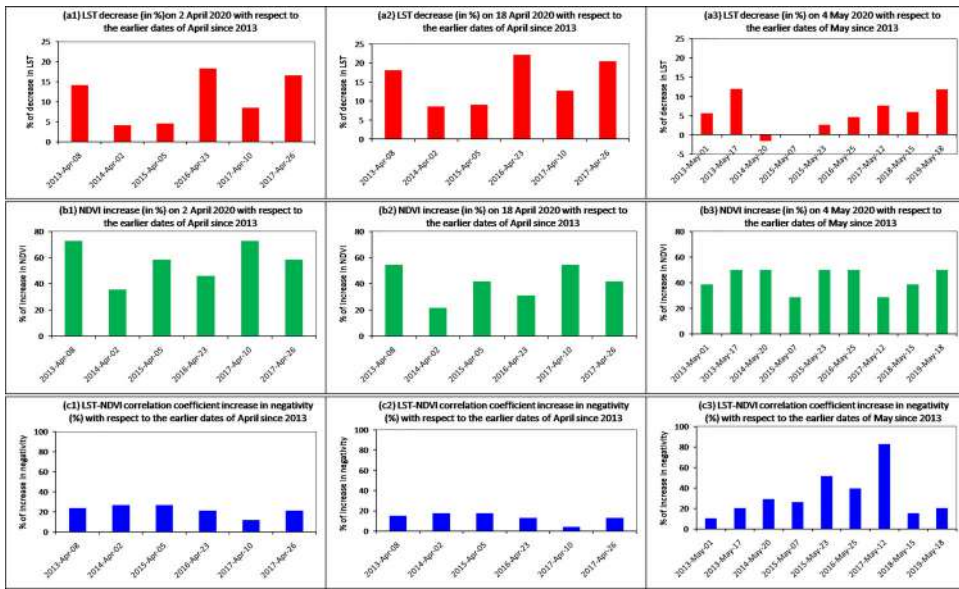 (a1) LST decrease (in %)on 2 April 2020 with respect to
the earlier dates of April since 2013
% of decrease in LST
25
20
15
10
5
0
2013-Apr-08
2014-Apr-02
2015-Apr-05
2016-Apr-23
2017-Apr-10
2017-Apr-26
(a2) LST decrease (in %) on 18 April 2020 with respect to
the earlier dates of April since 2013
% of decrease in LST
25
20
15
10
5
0
2013-Apr-08
2014-Apr-02
2015-Apr-05
2016-Apr-23
2017-Apr-10
2017-Apr-26
(a3) LST decrease (%) on 4 May 2020 with respect to
the earlier dates of May since 2013
% of decrease in LST
25
20
15
10
5
0
-5
2013-May-01
2013-May-17
2014-May-20
2015-May-07
2015-May-23
2016-May-25
2017-May-12
2018-May-15
2019-May-18
(b1) NDVI increase (in %) on 2 April 2020 with respect to
the earlier dates of April since 2013
% of increase in NDVI
80
60
40
20
0
2013-Apr-08
2014-Apr-02
2015-Apr-05
2016-Apr-23
2017-Apr-10
2017-Apr-26
(b2) NDVI increase (in %) on 18 April 2020 with respect to
the earlier dates of April since 2013
% of increase in NDVI
80
60
40
20
0
2013-Apr-08
2014-Apr-02
2015-Apr-05
2016-Apr-23
2017-Apr-10
2017-Apr-26
(b3) NDVI increase (in %) on 4 May 2020 with respect to
the earlier dates of May since 2013
% of increase in NDVI
80
60
40
20
0
2013-May-01
2013-May-17
2014-May-20
2015-May-07
2015-May-23
2016-May-25
2017-May-12
2018-May-15
2019-May-18
(c1) LST-NDVI correlation coefficient increase in negativity
(%) with respect to the earlier dates of April since 2013
% of increase in negativity
100
80
60
40
20
0
2013-Apr-08
2014-Apr-02
2015-Apr-05
2016-Apr-23
2017-Apr-10
2017-Apr-26
(c2) LST-NDVI correlation coefficient increase in negativity
(%) with respect to the earlier dates of April since 2013
% of increase in negativity
100
80
60
40
20
0
2013-Apr-08
2014-Apr-02
2015-Apr-05
2016-Apr-23
2017-Apr-10
2017-Apr-26
(c3) LST-NDVI correlation coefficient increase in negativity
(%) with respect to the earlier dates of May since 2013
% of increase in negativity
100
80
60
40
20
0
2013-May-01
2013-May-17
2014-May-20
2015-May-07
2015-May-23
2016-May-25
2017-May-12
2018-May-15
2019-May-18